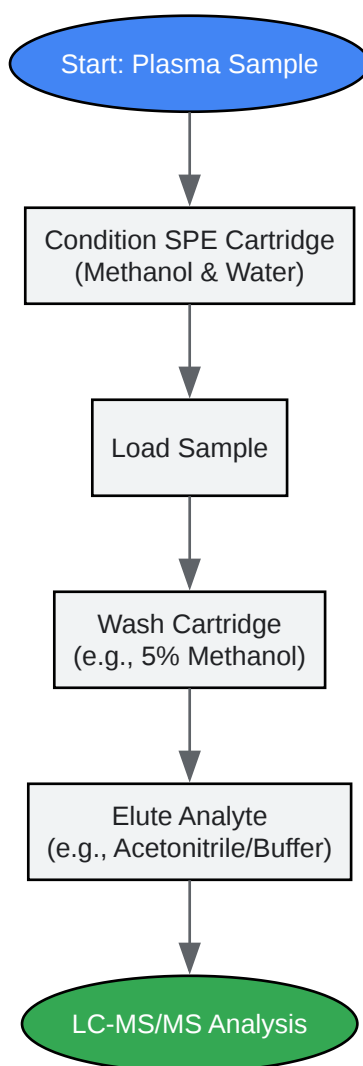 Start: Plasma Sample
Condition SPE Cartridge
(Methanol & Water)
Load Sample
Wash Cartridge
(e.g., 5% Methanol)
Elute Analyte
(e.g., Acetonitrile/Buffer)
LC-MS/MS Analysis